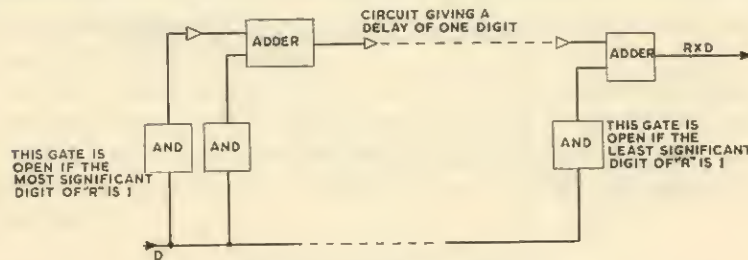 CIRCUIT GIVING A
DELAY OF ONE DIGIT
ADDER
ADDER
RXD
AND
AND
AND
THIS GATE IS
OPEN IF THE
MOST SIGNIFICANT
DIGIT OF "R" IS 1
THIS GATE IS
OPEN IF THE
LEAST SIGNIFICANT
DIGIT OF "R" IS 1
D